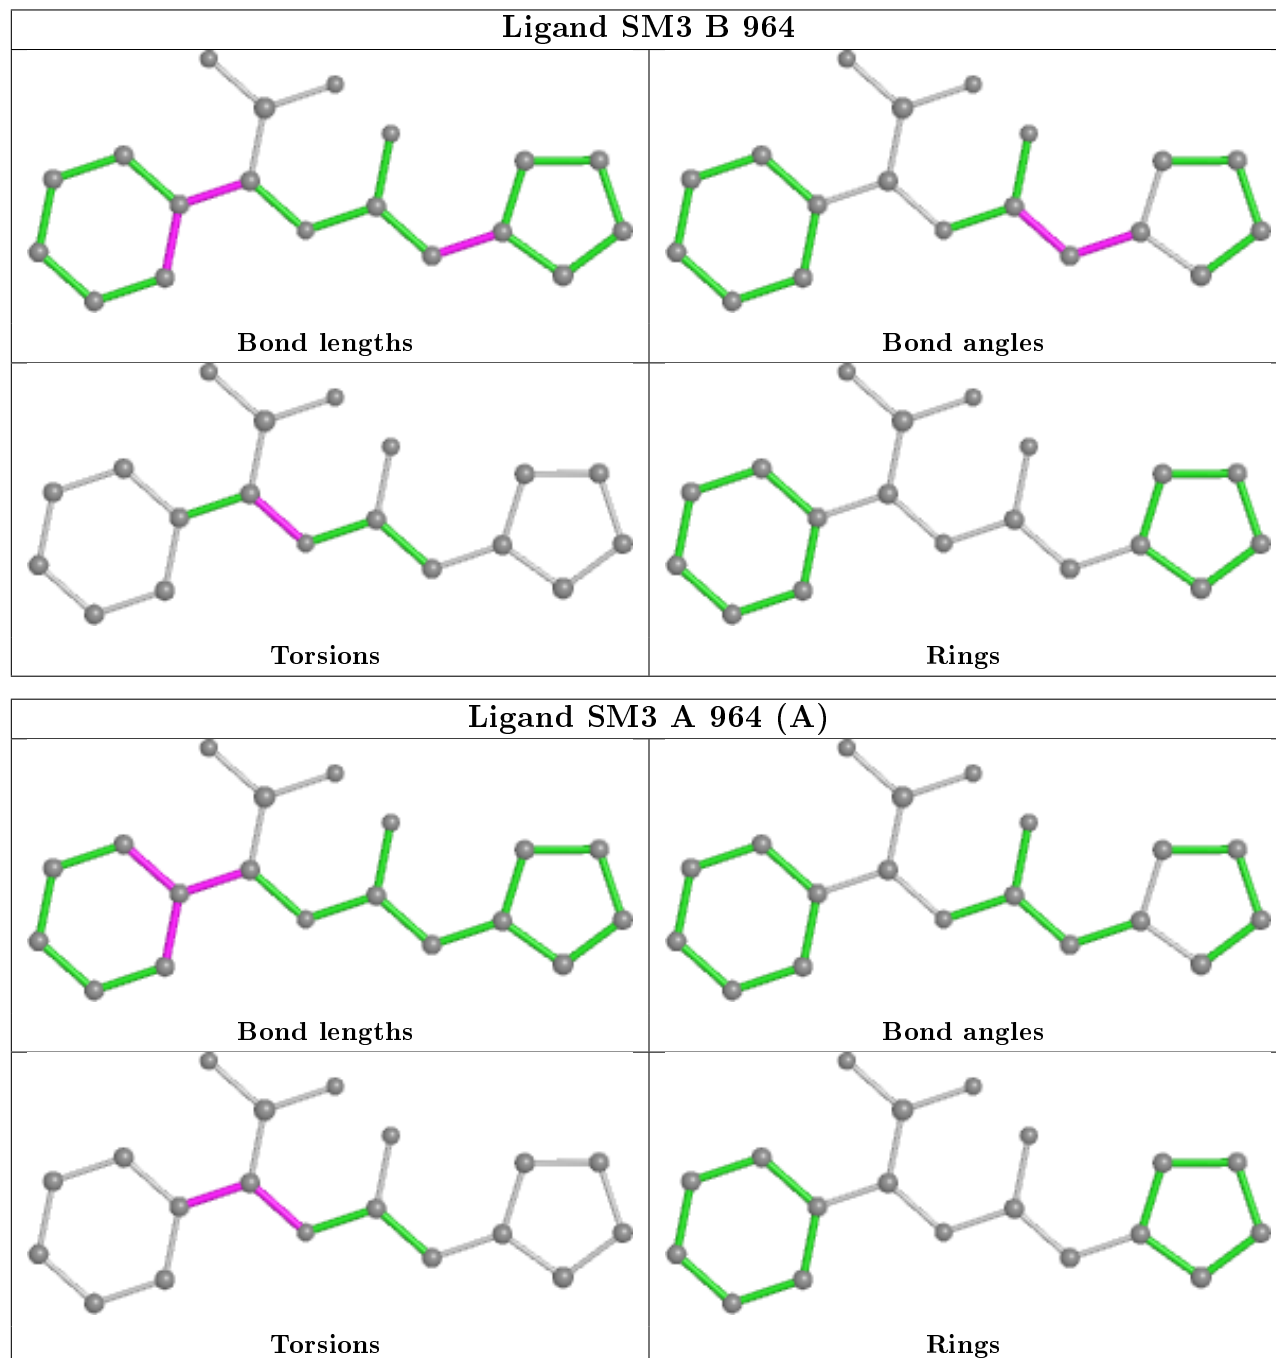 Ligand SM3 B 964
Bond lengths
Bond angles
Torsions
Rings
Ligand SM3 A 964 (A)
Bond lengths
Bond angles
Torsions
Rings